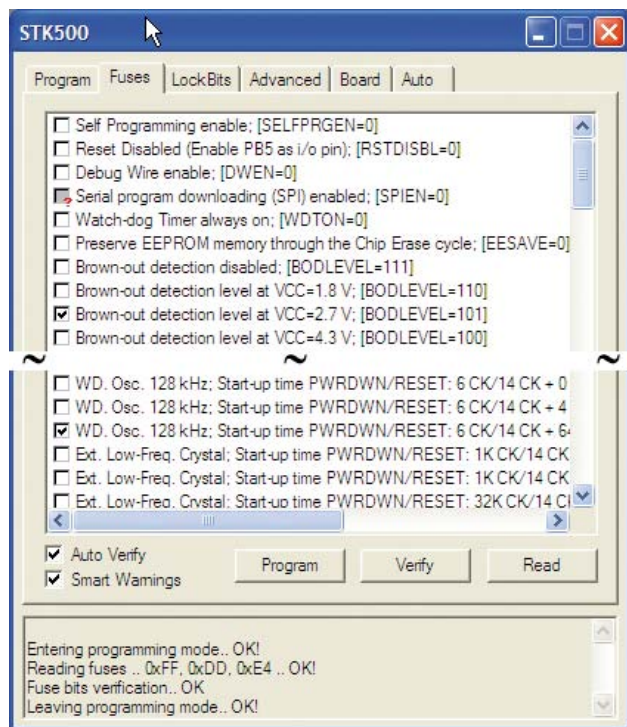 STK500
Program Fuses LockBits Advanced Board Auto
Self Programming enable; [SELFPRGEN=0]
Reset Disabled (Enable PB5 as i/o pin); [RSTDISBL=0]
Debug Wire enable; [DWEN=0]
? Serial program downloading (SPI) enabled; [SPIEN=0]
Watch-dog Timer always on; [WDTON=0]
Preserve EEPROM memory through the Chip Erase cycle; [EESAVE=0]
Brown-out detection disabled; [BODLEVEL=111]
Brown-out detection level at VCC=1.8 V; [BODLEVEL=110]
Brown-out detection level at VCC=2.7 V; [BODLEVEL=101]
Brown-out detection level at VCC=4.3 V; [BODLEVEL=100]
~ ~ ~
WD. Osc. 128 kHz; Start-up time PWRDWN/RESET: 6 CK/14 CK + 0
WD. Osc. 128 kHz; Start-up time PWRDWN/RESET: 6 CK/14 CK + 4
WD. Osc. 128 kHz; Start-up time PWRDWN/RESET: 6 CK/14 CK + 64
Ext. Low-Freq. Crystal; Start-up time PWRDWN/RESET: 1K CK/14 CK
Ext. Low-Freq. Crystal; Start-up time PWRDWN/RESET: 1K CK/14 CK
Ext. Low-Freq. Crystal; Start-up time PWRDWN/RESET: 32K CK/14 CK
Auto Verify
Smart Warnings
Program Verify Read
Entering programming mode.. OK!
Reading fuses .. 0xFF, 0xDD, 0xE4 .. OK!
Fuse bits verification.. OK
Leaving programming mode.. OK!